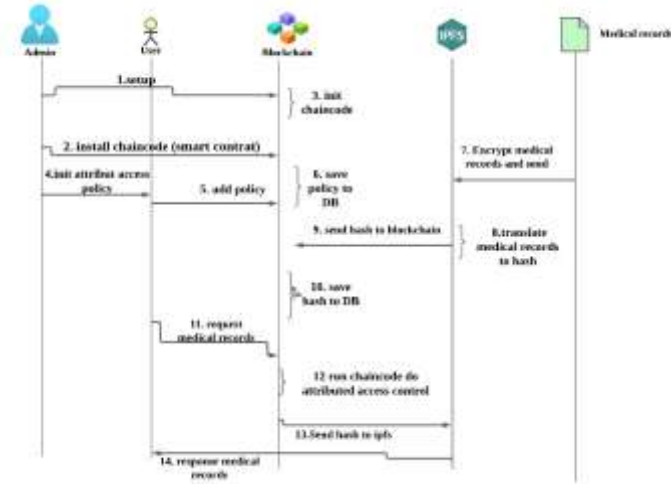 IPFS
Medical records
Admin
User
Blockchain
1.setup
3. init
chaincode
2. install chaincode (smart contrat)
7. Encrypt medical
records and send
4.init attribut access
policy
5. add policy
6. save
policy to
DB
9. send hash to blockchain
8.translate
medical records
to hash
10. save
hash to DB
11. request
medical records
12 run chaincode do
attributed access control
13.Send hash to ipfs
14. response medical
records